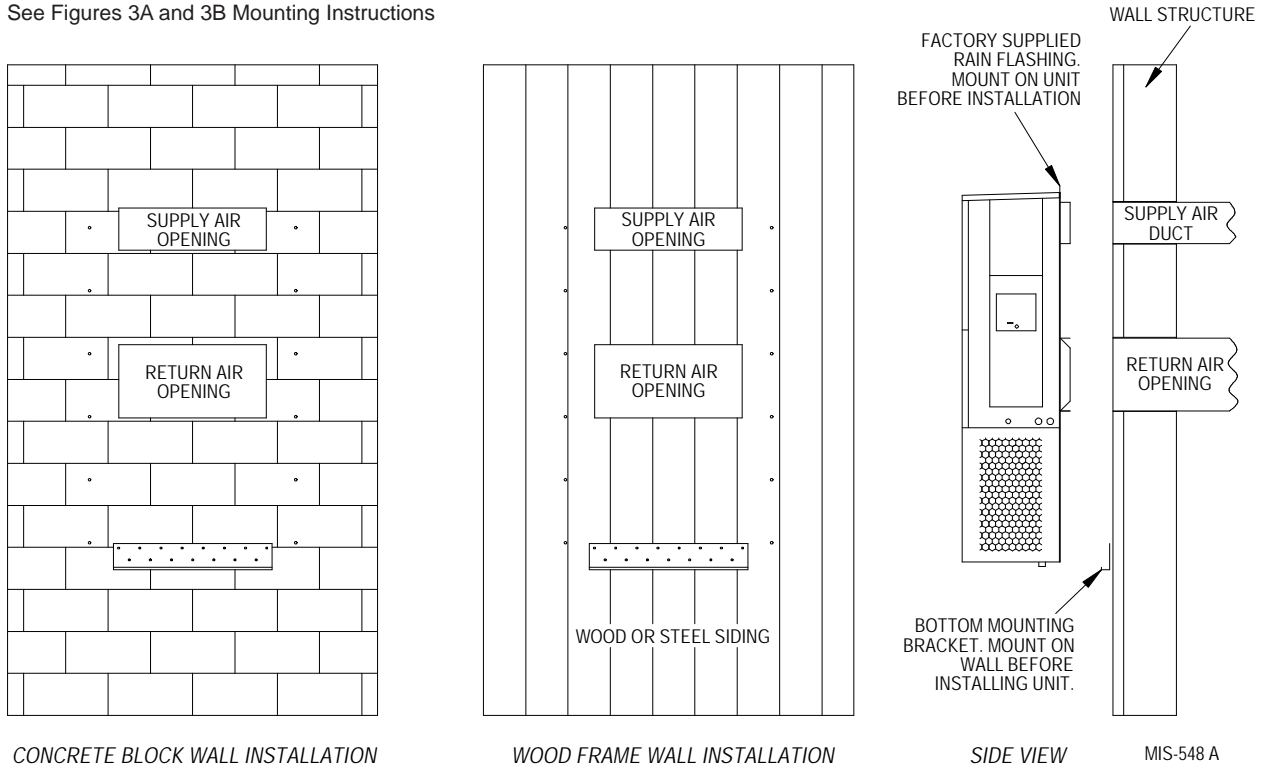 See Figures 3A and 3B Mounting Instructions
WALL STRUCTURE
FACTORY SUPPLIED
RAIN FLASHING.
MOUNT ON UNIT
BEFORE INSTALLATION
SUPPLY AIR
OPENING
SUPPLY AIR
OPENING
SUPPLY AIR
DUCT
RETURN AIR
OPENING
RETURN AIR
OPENING
RETURN AIR
OPENING
WOOD OR STEEL SIDING
BOTTOM MOUNTING
BRACKET. MOUNT ON
WALL BEFORE
INSTALLING UNIT.
CONCRETE BLOCK WALL INSTALLATION
WOOD FRAME WALL INSTALLATION
SIDE VIEW
MIS-548 A